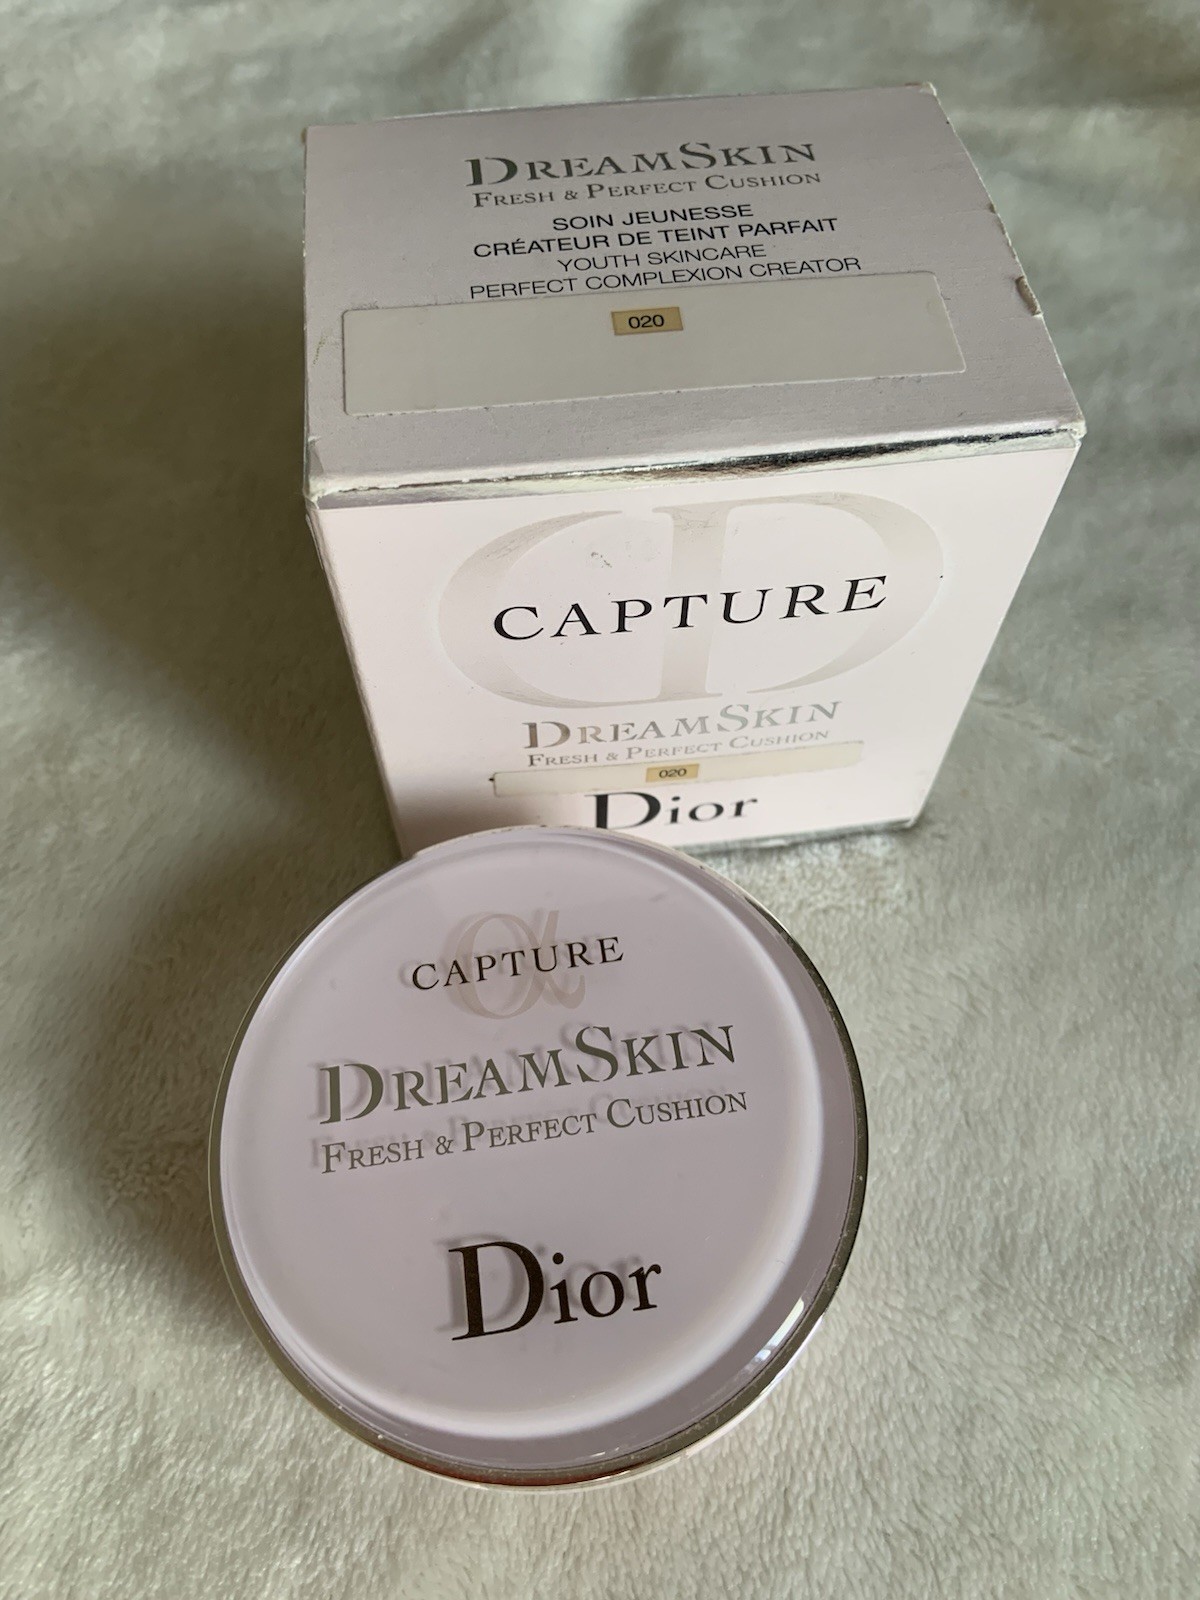 DREAMSKIN
FRESH & PERFECT CUSHION
SOIN JEUNESSE
CRÉATEUR DE TEINT PARFAIT
YOUTH SKINCARE
PERFECT COMPLEXION CREATOR
020
CD
CAPTURE
DREAMSKIN
FRESH & PERFECT CUSHION
020
Dior
α
CAPTURE
DREAMSKIN
FRESH & PERFECT CUSHION
Dior